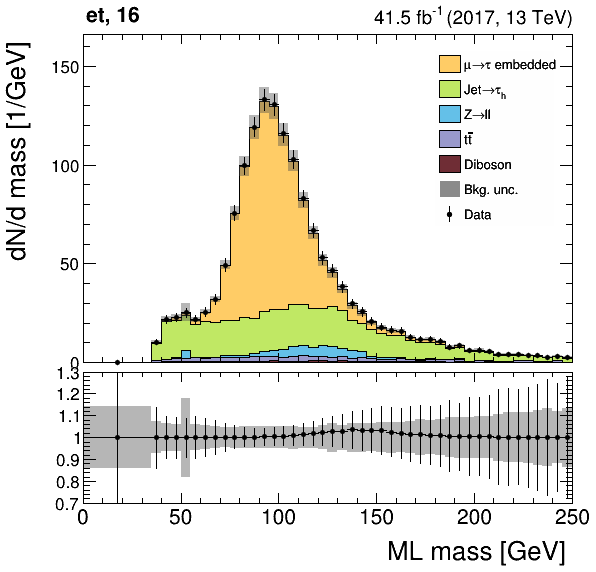 et, 16
41.5 fb⁻¹ (2017, 13 TeV)
dN/d mass [1/GeV]
150
100
50
0
μ→τ embedded
Jet→τₕ
Z→ll
tt̄
Diboson
Bkg. unc.
Data
1.3
1.2
1.1
1
0.9
0.8
0.7
0 50 100 150 200 250
ML mass [GeV]